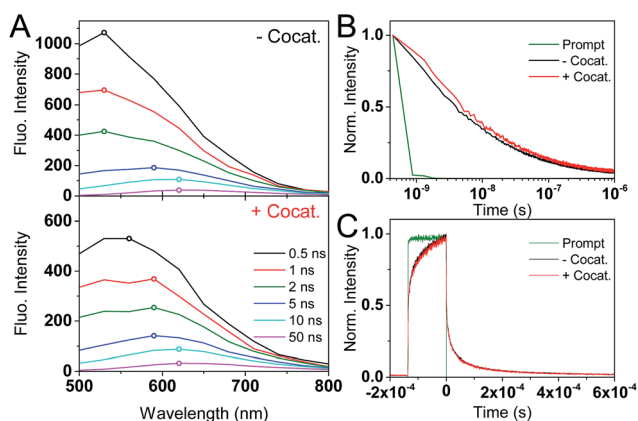 A
- Cocat.
1000
800
600
400
200
0
Fluo. Intensity
+ Cocat.
600
400
200
0
Fluo. Intensity
0.5 ns
1 ns
2 ns
5 ns
10 ns
50 ns
500 600 700 800
Wavelength (nm)
B
Prompt
- Cocat.
+ Cocat.
1.0
0.5
0.0
Norm. Intensity
10⁻⁹ 10⁻⁸ 10⁻⁷ 10⁻⁶
Time (s)
C
Prompt
- Cocat.
+ Cocat.
1.0
0.5
0.0
Norm. Intensity
-2x10⁻⁴ 0 2x10⁻⁴ 4x10⁻⁴ 6x10⁻⁴
Time (s)